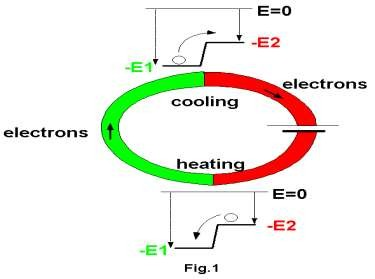 E=0
-E2
-E1
electrons
cooling
electrons
heating
E=0
-E2
-E1
Fig.1